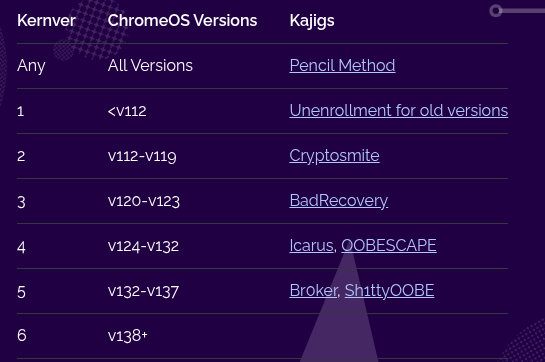 Kernver ChromeOS Versions Kajigs
Any All Versions Pencil Method
1 <v112 Unenrollment for old versions
2 v112-v119 Cryptosmite
3 v120-v123 BadRecovery
4 v124-v132 Icarus, OOBESCAPE
5 v132-v137 Br0ker, Sh1ttyOOBE
6 v138+